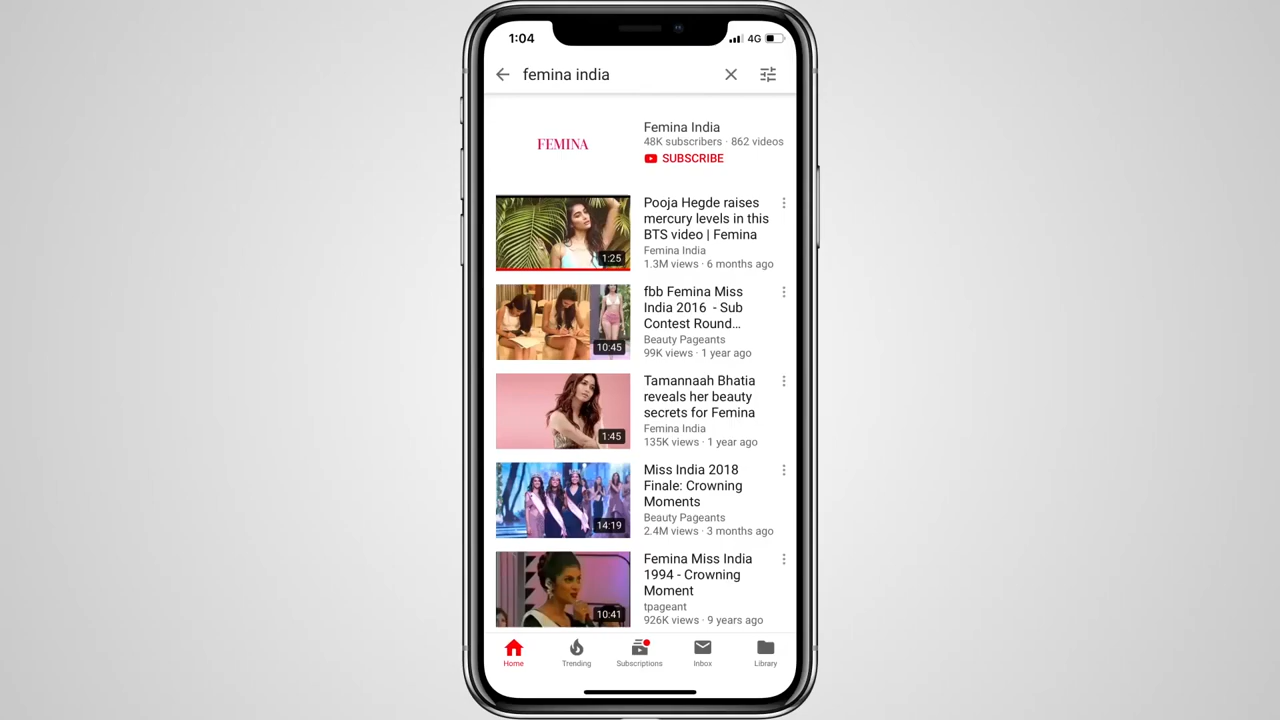 1:04
4G
femina india
FEMINA
Femina India
48K subscribers · 862 videos
SUBSCRIBE
Pooja Hegde raises
mercury levels in this
BTS video | Femina
Femina India
1.3M views · 6 months ago
1:25
fbb Femina Miss
India 2016 - Sub
Contest Round...
Beauty Pageants
99K views · 1 year ago
10:45
Tamannaah Bhatia
reveals her beauty
secrets for Femina
Femina India
135K views · 1 year ago
1:45
Miss India 2018
Finale: Crowning
Moments
Beauty Pageants
2.4M views · 3 months ago
14:19
Femina Miss India
1994 - Crowning
Moment
tpageant
926K views · 9 years ago
10:41
Home
Trending
Subscriptions
Inbox
Library